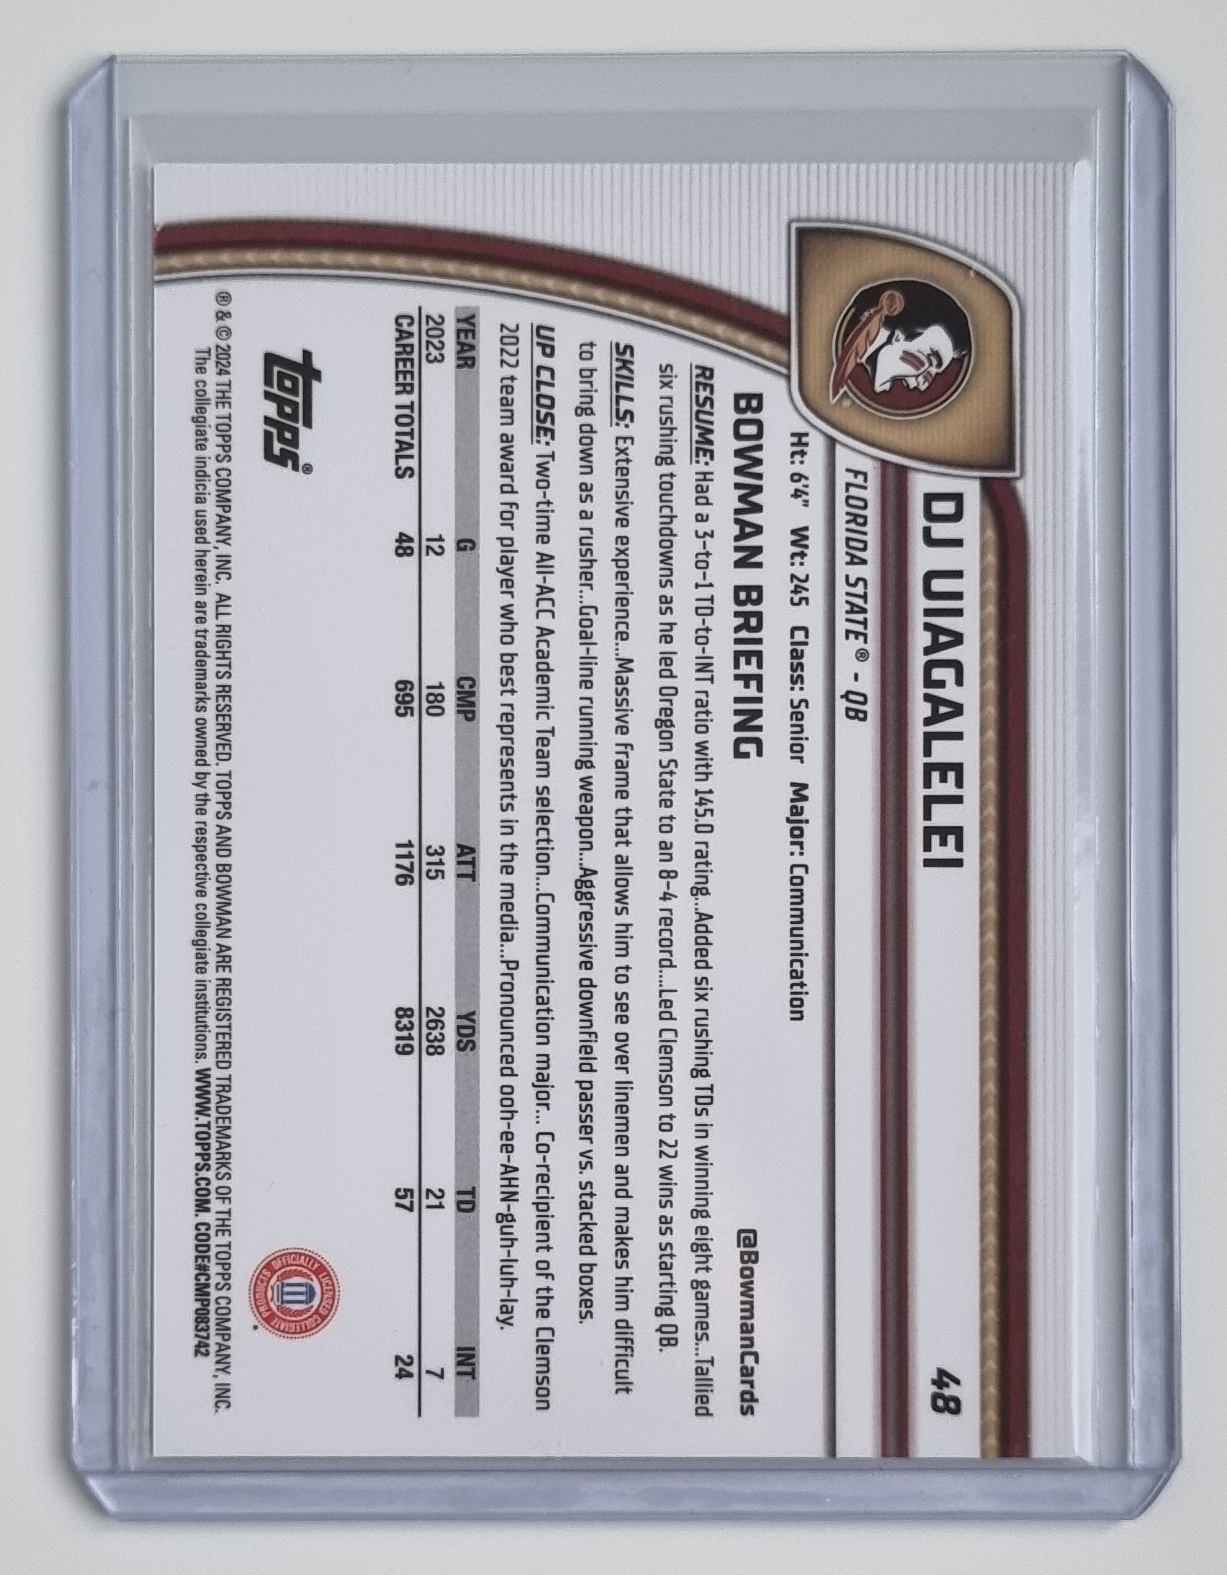 DJ UIAGALELEI 48
FLORIDA STATE® - QB
Ht: 6'4" Wt: 245 Class: Senior Major: Communication
BOWMAN BRIEFING @BowmanCards
RESUME: Had a 3-to-1 TD-to-INT ratio with 145.0 rating...Added six rushing TDs in winning eight games...Tallied
six rushing touchdowns as he led Oregon State to an 8-4 record....Led Clemson to 22 wins as starting QB.
SKILLS: Extensive experience...Massive frame that allows him to see over linemen and makes him difficult
to bring down as a rusher...Goal-line running weapon...Aggressive downfield passer vs. stacked boxes.
UP CLOSE: Two-time All-ACC Academic Team selection...Communication major... Co-recipient of the Clemson
2022 team award for player who best represents in the media...Pronounced ooh-ee-AHN-guh-luh-lay.
YEAR G CMP ATT YDS TD INT
2023 12 180 315 2638 21 7
CAREER TOTALS 48 695 1176 8319 57 24
topps®
OFFICIALLY LICENSED COLLEGIATE PRODUCTS
® & © 2024 THE TOPPS COMPANY, INC. ALL RIGHTS RESERVED. TOPPS AND BOWMAN ARE REGISTERED TRADEMARKS OF THE TOPPS COMPANY, INC.
The collegiate indicia used herein are trademarks owned by the respective collegiate institutions. WWW.TOPPS.COM. CODE#CMP083742